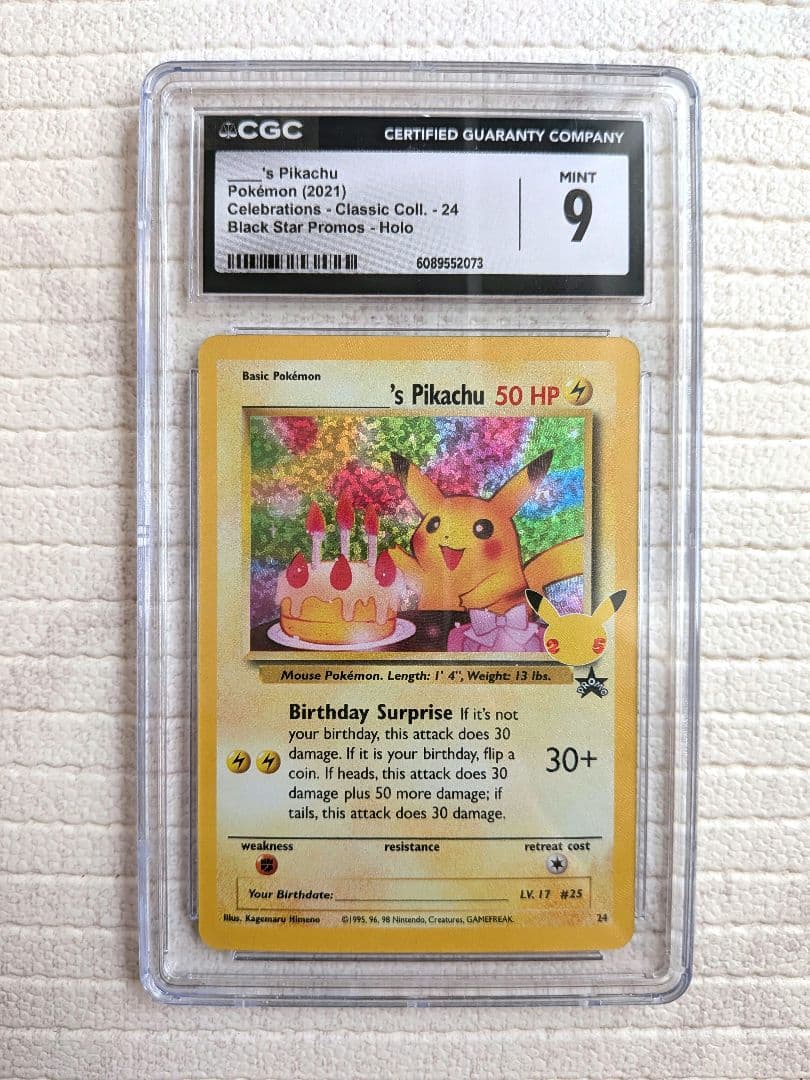 CGC CERTIFIED GUARANTY COMPANY
____'s Pikachu
Pokémon (2021)
Celebrations - Classic Coll. - 24
Black Star Promos - Holo
MINT
9
6089552073
Basic Pokémon
__________'s Pikachu 50 HP
25
PROMO
Mouse Pokémon. Length: 1' 4", Weight: 13 lbs.
Birthday Surprise If it's not
your birthday, this attack does 30
damage. If it is your birthday, flip a
coin. If heads, this attack does 30
damage plus 50 more damage; if
tails, this attack does 30 damage.
30+
weakness resistance retreat cost
Your Birthdate:____________ LV. 17 #25
Illus. Kagemaru Himeno ©1995, 96, 98 Nintendo, Creatures, GAMEFREAK. 24